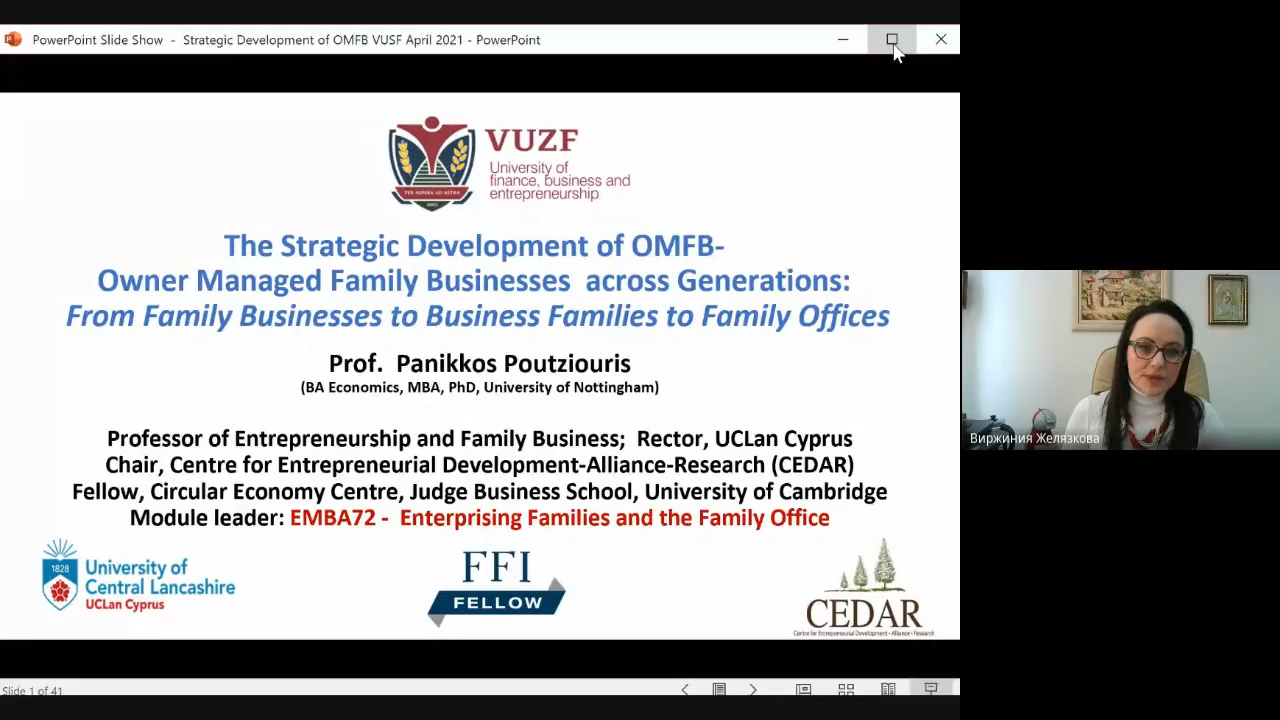 PowerPoint Slide Show - Strategic Development of OMFB VUSF April 2021 - PowerPoint
VUZF
University of
finance, business and
entrepreneurship
PER ASPERA AD ASTRA
The Strategic Development of OMFB-
Owner Managed Family Businesses across Generations:
From Family Businesses to Business Families to Family Offices
Prof. Panikkos Poutziouris
(BA Economics, MBA, PhD, University of Nottingham)
Professor of Entrepreneurship and Family Business; Rector, UCLan Cyprus
Chair, Centre for Entrepreneurial Development-Alliance-Research (CEDAR)
Fellow, Circular Economy Centre, Judge Business School, University of Cambridge
Module leader: EMBA72 - Enterprising Families and the Family Office
1828
University of
Central Lancashire
UCLan Cyprus
FFI
FELLOW
CEDAR
Centre for Entrepreneurial Development • Alliance • Research
Slide 1 of 41
Виржиния Желязкова